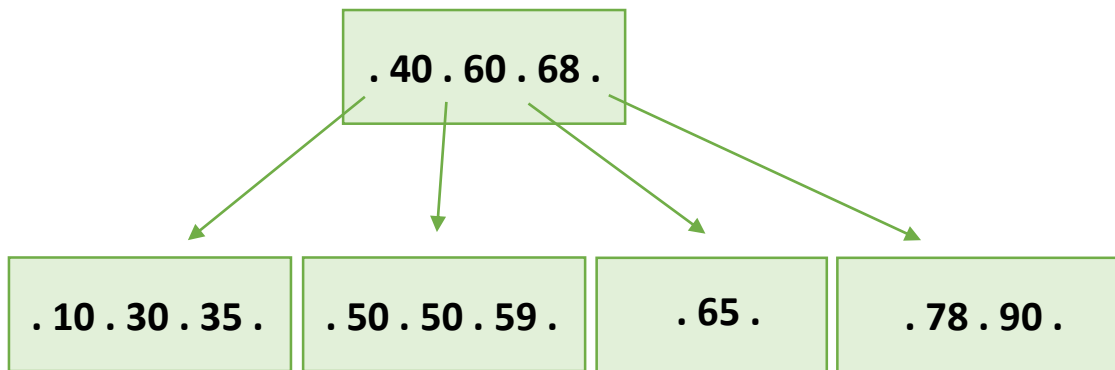 . 40 . 60 . 68 .
. 10 . 30 . 35 .
. 50 . 50 . 59 .
. 65 .
. 78 . 90 .